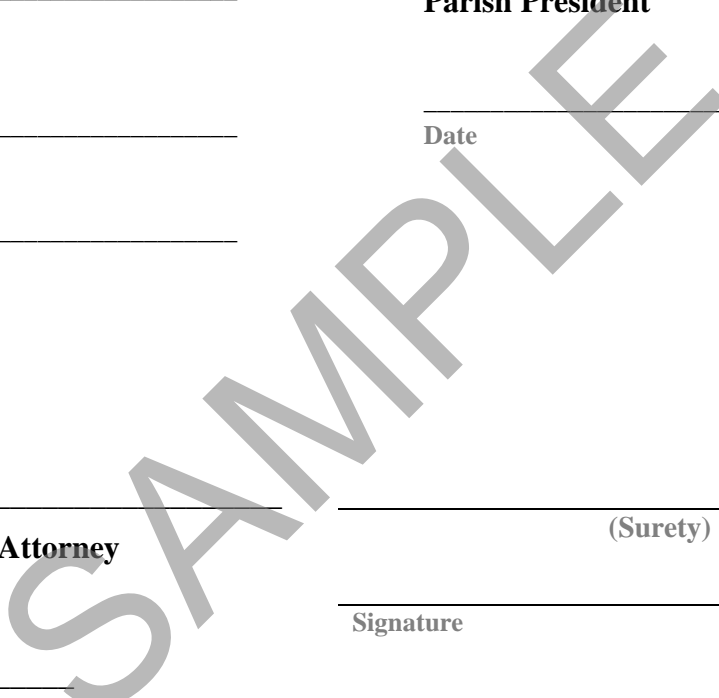 Parish President
Date
SAMPLE
(Surety)
Attorney
Signature